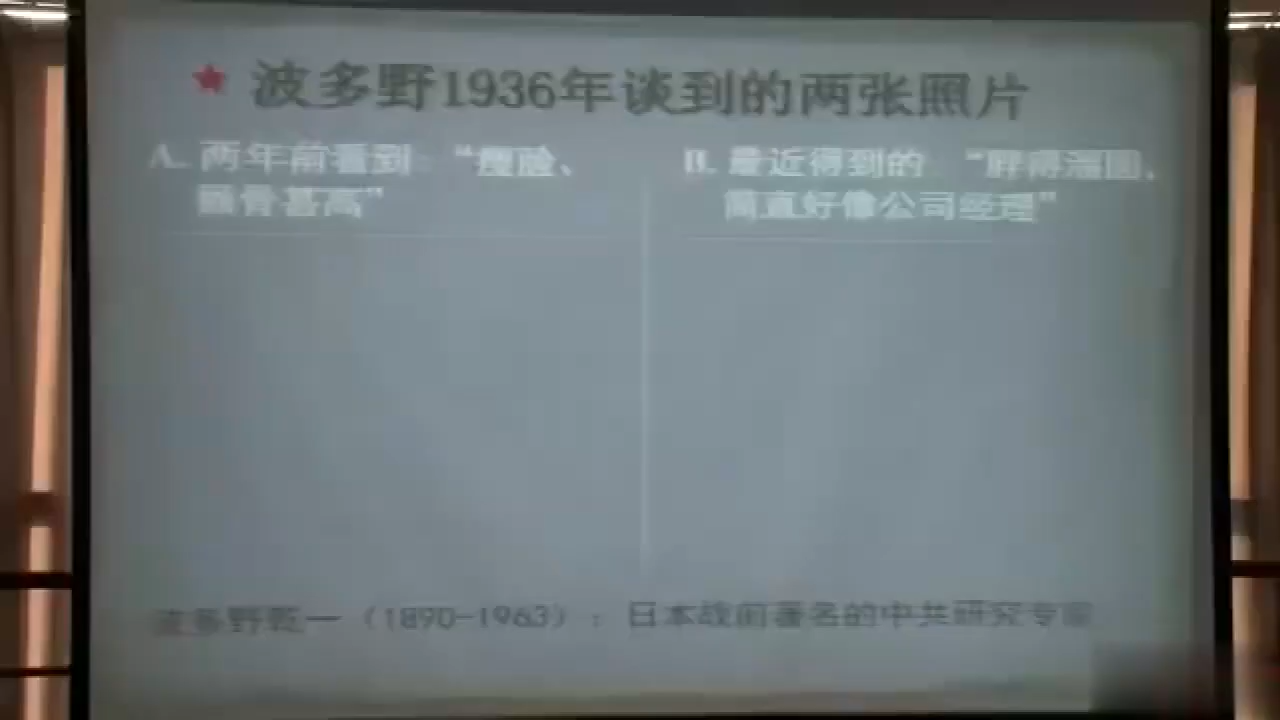 ★ 波多野1936年谈到的两张照片
A. 两年前看到 “瘦脸、
颧骨甚高”
B. 最近得到的 “胖得溜圆、
简直好像公司经理”
波多野乾一（1890-1963）：日本战前著名的中共研究专家